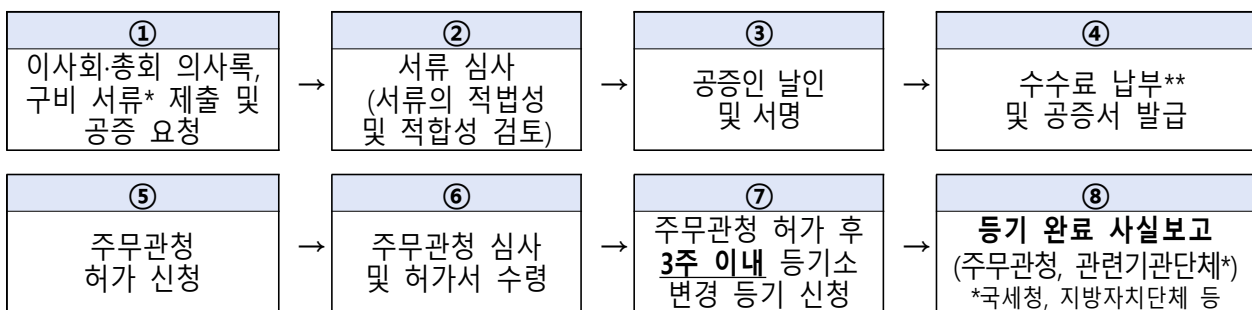 ①
이사회·총회 의사록,
구비 서류* 제출 및
공증 요청
→
②
서류 심사
(서류의 적법성
및 적합성 검토)
→
③
공증인 날인
및 서명
→
④
수수료 납부**
및 공증서 발급
⑤
주무관청
허가 신청
→
⑥
주무관청 심사
및 허가서 수령
→
⑦
주무관청 허가 후
3주 이내 등기소
변경 등기 신청
→
⑧
등기 완료 사실보고
(주무관청, 관련기관단체*)
*국세청, 지방자치단체 등